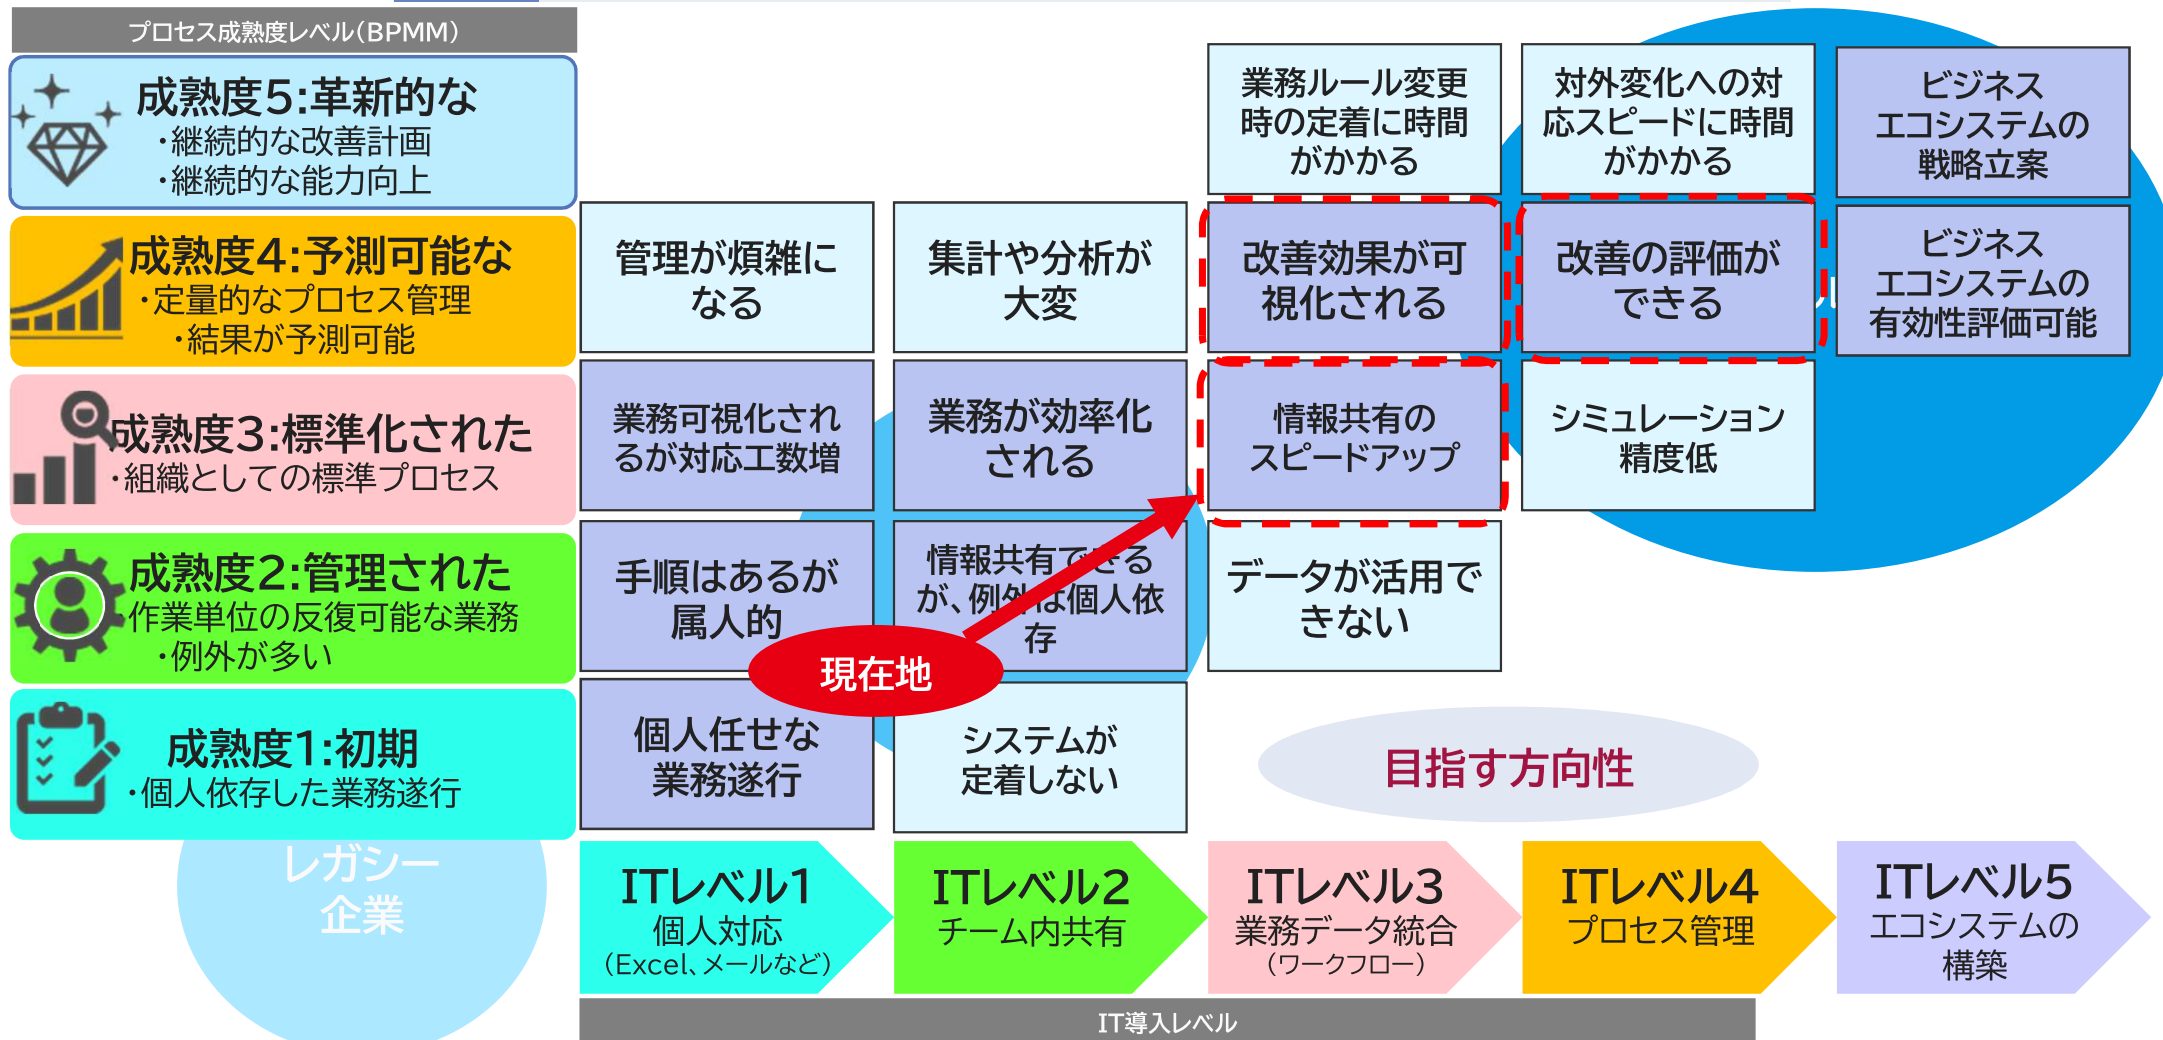 プロセス成熟度レベル(BPMM)
成熟度5:革新的な
・継続的な改善計画
・継続的な能力向上
成熟度4:予測可能な
・定量的なプロセス管理
・結果が予測可能
成熟度3:標準化された
・組織としての標準プロセス
成熟度2:管理された
作業単位の反復可能な業務
・例外が多い
成熟度1:初期
・個人依存した業務遂行
業務ルール変更
時の定着に時間
がかかる
対外変化への対
応スピードに時間
がかかる
ビジネス
エコシステムの
戦略立案
管理が煩雑に
なる
集計や分析が
大変
改善効果が可
視化される
改善の評価が
できる
ビジネス
エコシステムの
有効性評価可能
業務可視化され
るが対応工数増
業務が効率化
される
情報共有の
スピードアップ
シミュレーション
精度低
手順はあるが
属人的
情報共有できる
が、例外は個人依
存
データが活用で
きない
現在地
個人任せな
業務遂行
システムが
定着しない
目指す方向性
レガシー
企業
ITレベル1
個人対応
(Excel、メールなど)
ITレベル2
チーム内共有
ITレベル3
業務データ統合
(ワークフロー)
ITレベル4
プロセス管理
ITレベル5
エコシステムの
構築
IT導入レベル